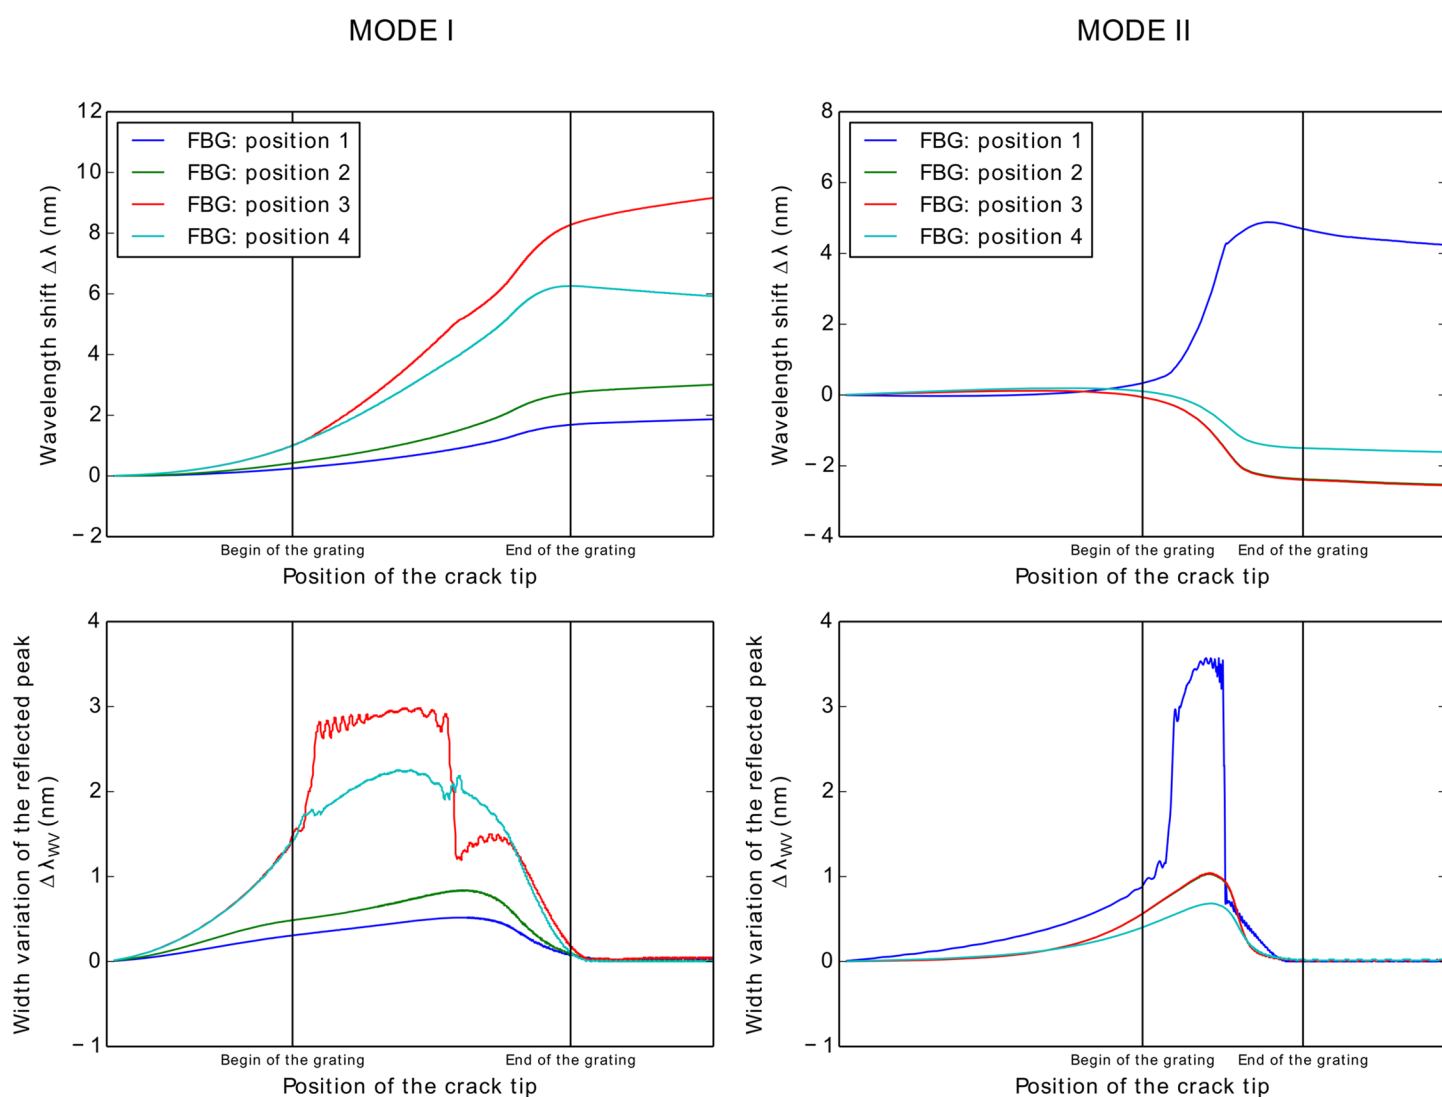 MODE I
MODE II
12
10
8
6
4
2
0
− 2
Wavelength shift Δ λ (nm)
FBG: position 1
FBG: position 2
FBG: position 3
FBG: position 4
Begin of the grating
End of the grating
Position of the crack tip
8
6
4
2
0
− 2
− 4
Wavelength shift Δ λ (nm)
FBG: position 1
FBG: position 2
FBG: position 3
FBG: position 4
Begin of the grating
End of the grating
Position of the crack tip
4
3
2
1
0
− 1
Width variation of the reflected peak
Δ λWV (nm)
Begin of the grating
End of the grating
Position of the crack tip
4
3
2
1
0
− 1
Width variation of the reflected peak
Δ λWV (nm)
Begin of the grating
End of the grating
Position of the crack tip